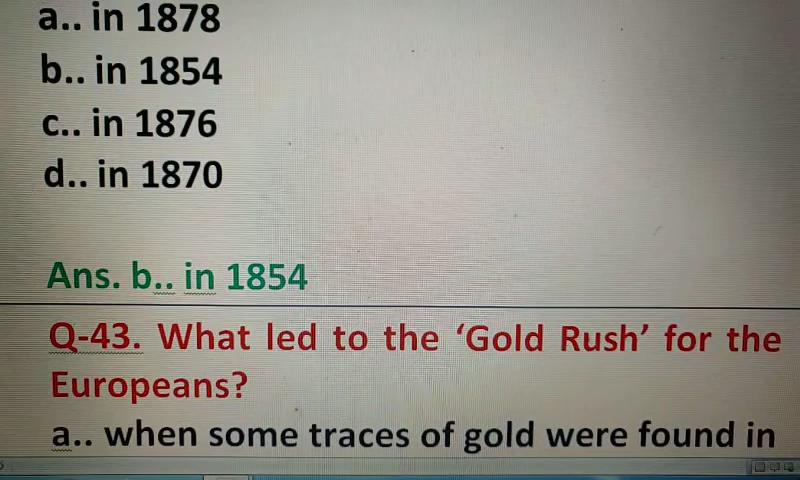 a.. in 1878
b.. in 1854
c.. in 1876
d.. in 1870
Ans. b.. in 1854
Q-43. What led to the ‘Gold Rush’ for the
Europeans?
a.. when some traces of gold were found in